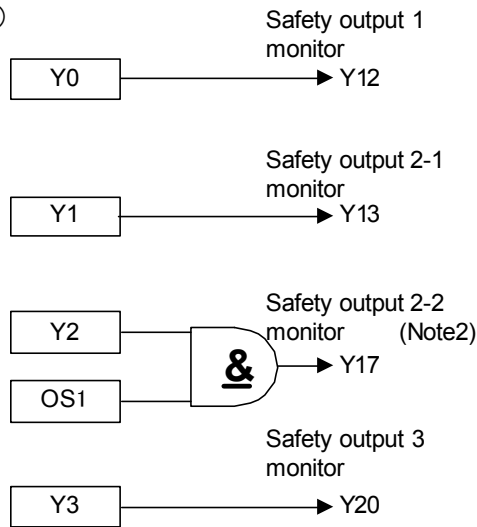 Safety output 1
monitor
Y0
Y12
Safety output 2-1
monitor
Y1
Y13
Safety output 2-2
Y2
monitor (Note2)
&
Y17
OS1
Safety output 3
monitor
Y3
Y20